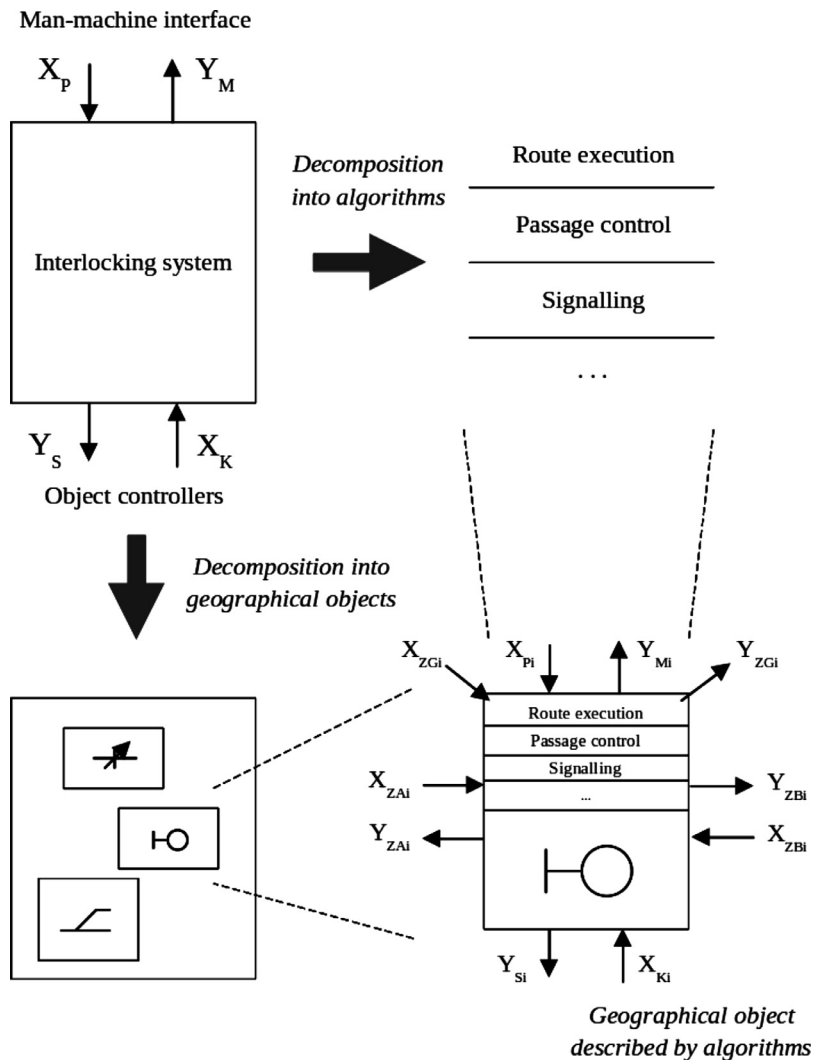 Man-machine interface
X_P Y_M
Interlocking system
Y_S X_K
Object controllers
Decomposition
into algorithms
Route execution
Passage control
Signalling
...
Decomposition into
geographical objects
X_ZGi X_Pi Y_Mi Y_ZGi
Route execution
Passage control
Signalling
...
X_ZAi Y_ZBi
Y_ZAi X_ZBi
Y_Si X_Ki
Geographical object
described by algorithms